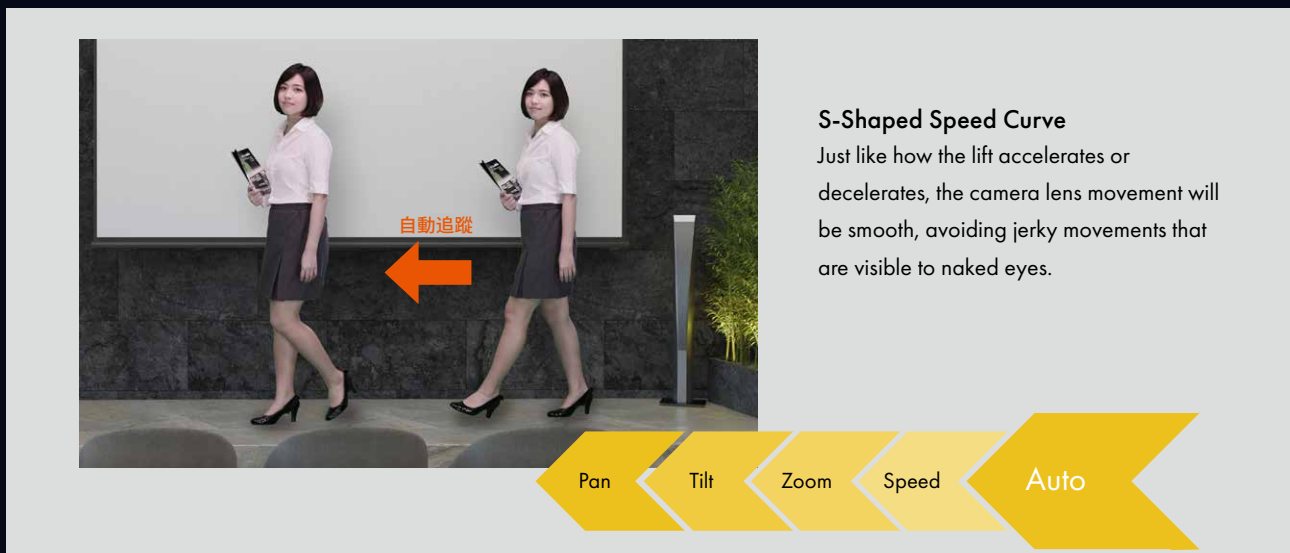 自動追蹤
S-Shaped Speed Curve
Just like how the lift accelerates or
decelerates, the camera lens movement will
be smooth, avoiding jerky movements that
are visible to naked eyes.
Pan
Tilt
Zoom
Speed
Auto